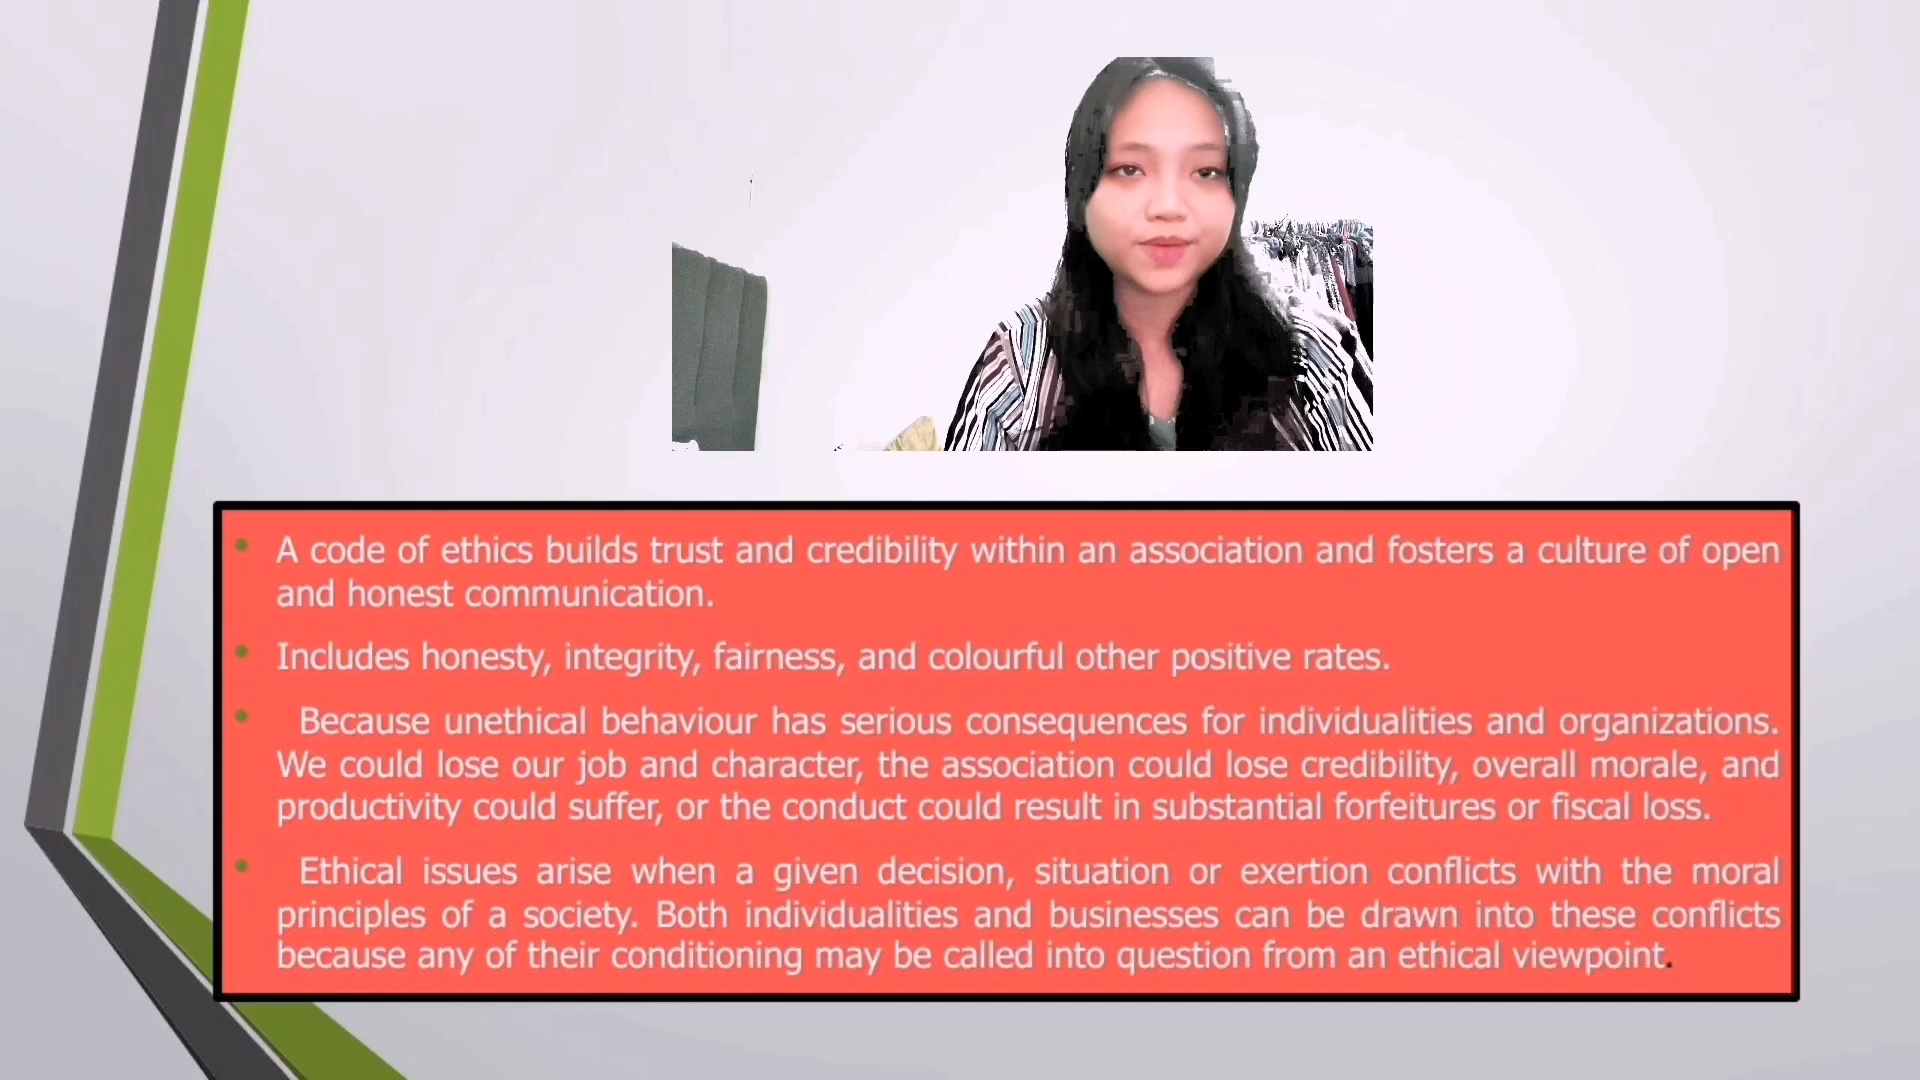 A code of ethics builds trust and credibility within an association and fosters a culture of open
and honest communication.
Includes honesty, integrity, fairness, and colourful other positive rates.
Because unethical behaviour has serious consequences for individualities and organizations.
We could lose our job and character, the association could lose credibility, overall morale, and
productivity could suffer, or the conduct could result in substantial forfeitures or fiscal loss.
Ethical issues arise when a given decision, situation or exertion conflicts with the moral
principles of a society. Both individualities and businesses can be drawn into these conflicts
because any of their conditioning may be called into question from an ethical viewpoint.